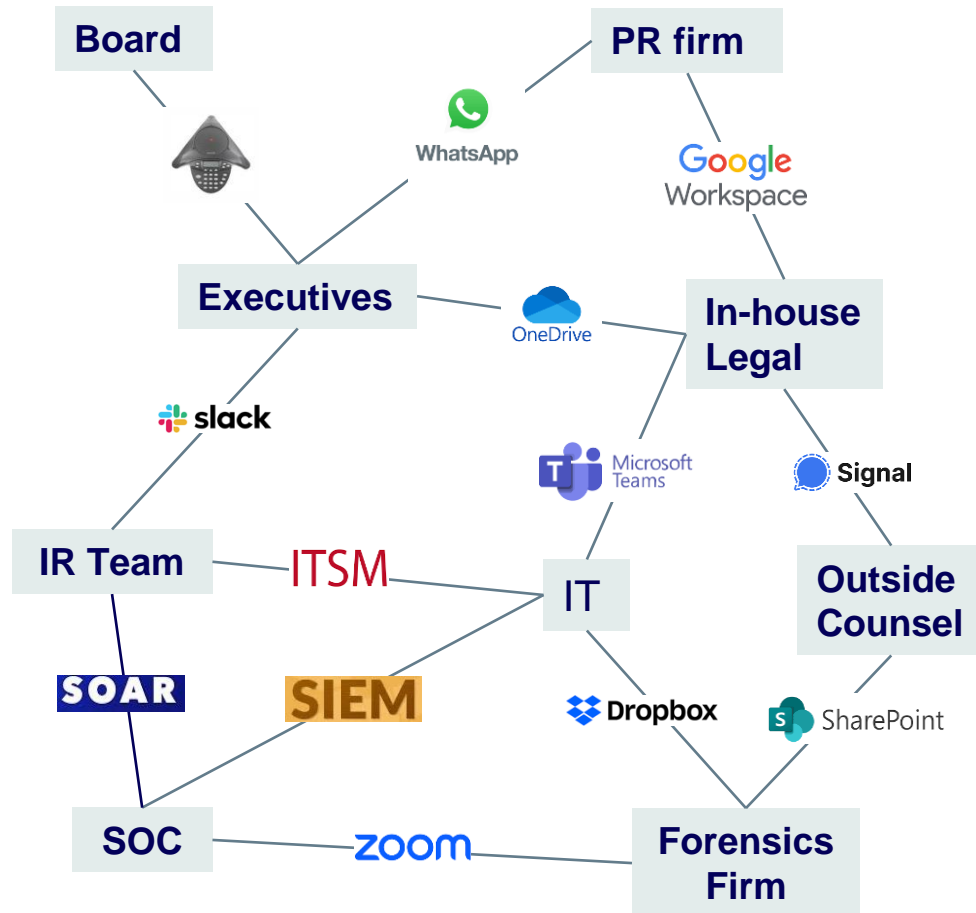 Board
PR firm
WhatsApp
Google
Workspace
Executives
OneDrive
In-house
Legal
slack
Microsoft
Teams
Signal
IR Team
ITSM
IT
Outside
Counsel
SOAR
SIEM
Dropbox
SharePoint
SOC
zoom
Forensics
Firm